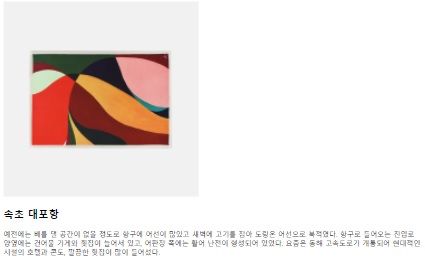 속초 대포항
예전에는 배를 댈 공간이 없을 정도로 항구에 어선이 많았고 새벽에 고기를 잡아 도랑은 어선으로 북적였다. 항구로 들어오는 진입로
양옆에는 건어물 가게와 횟집이 늘어서 있고, 어판장 쪽에는 활어 난전이 형성되어 있었다. 요즘은 동해 고속도로가 개통되어 현대적인
시설의 호텔과 콘도, 깔끔한 횟집이 많이 들어섰다.